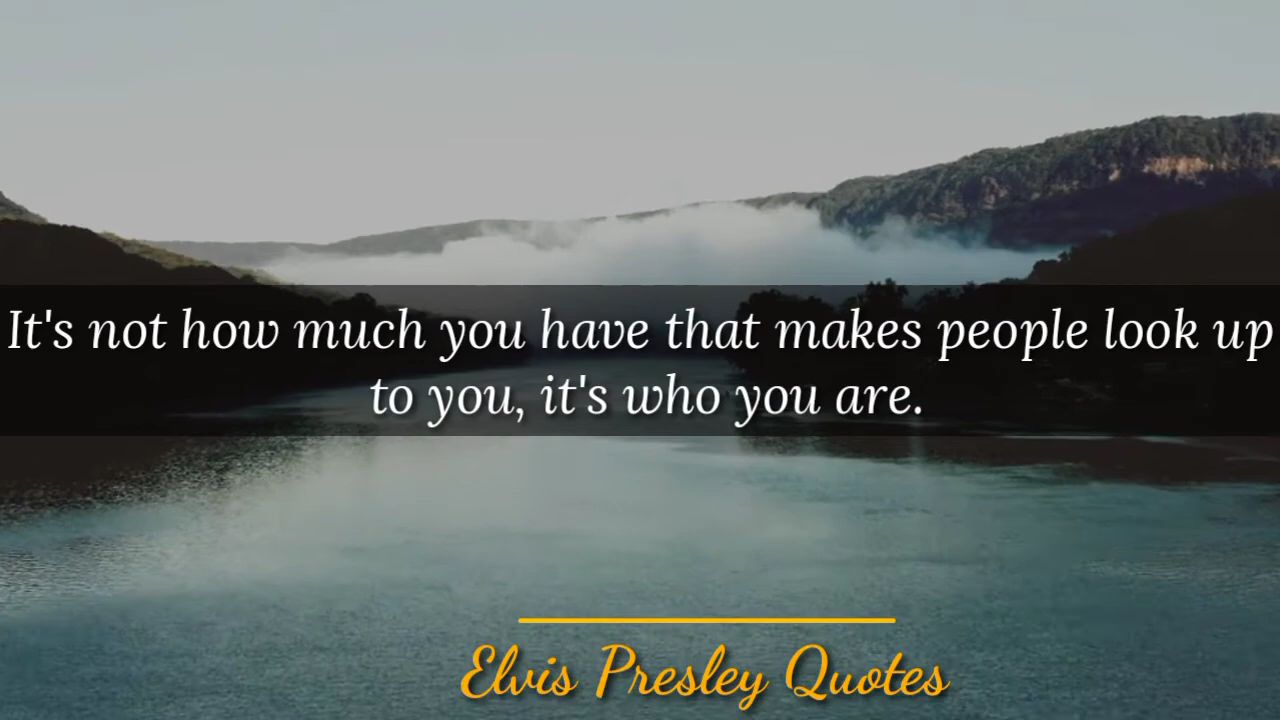 It's not how much you have that makes people look up
to you, it's who you are.
Elvis Presley Quotes